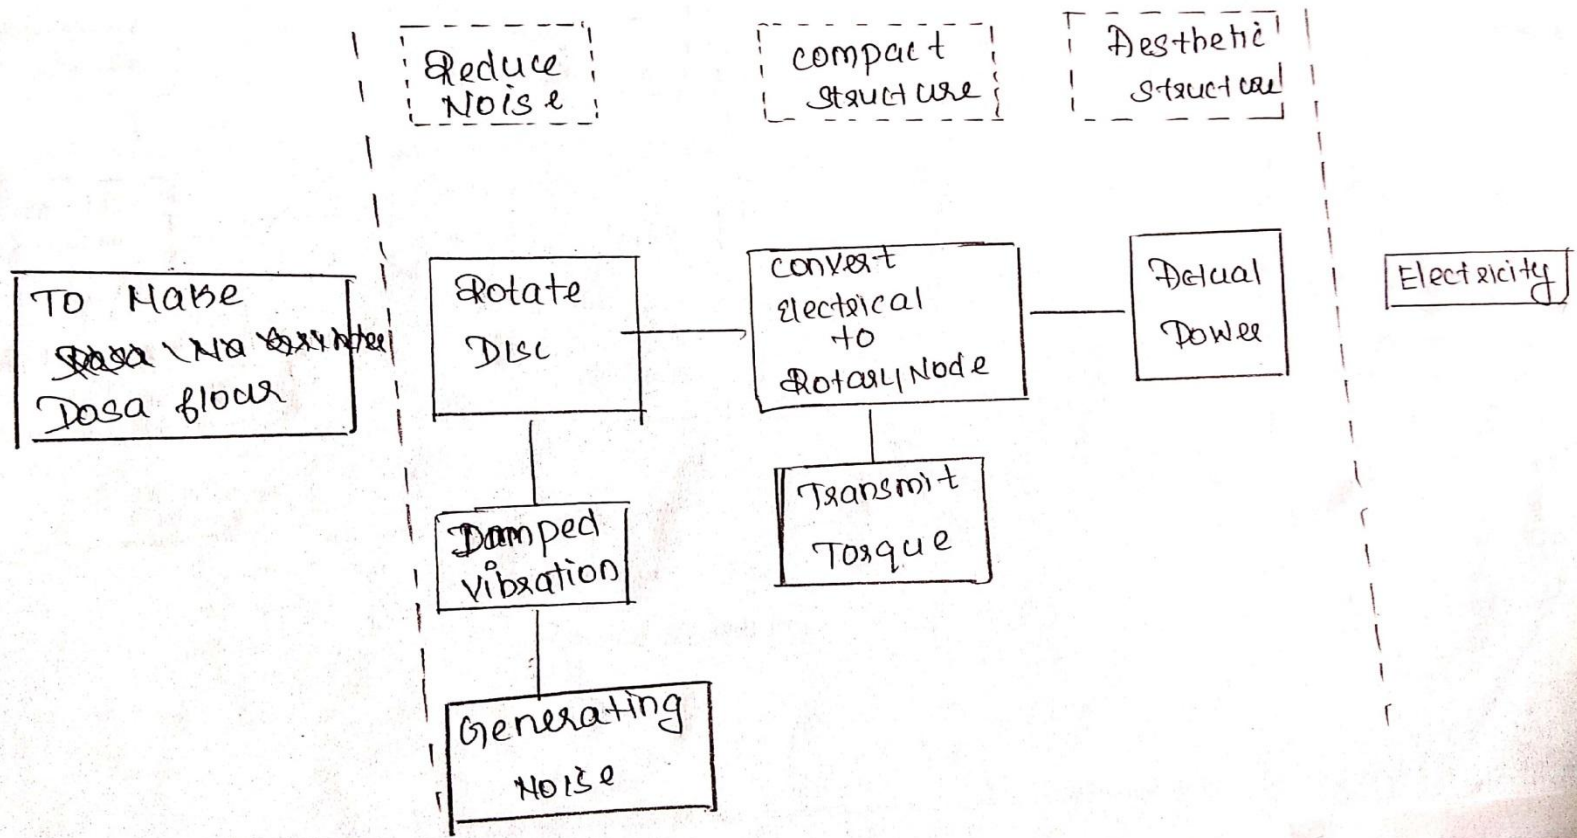 Reduce
Noise
compact
structure
Aesthetic
structure
To Make
Dosa flour
Rotate
Disc
convert
Electrical
to
Rotary Node
Actual
Power
Electricity
Damped
vibration
Transmit
Torque
Generating
Noise